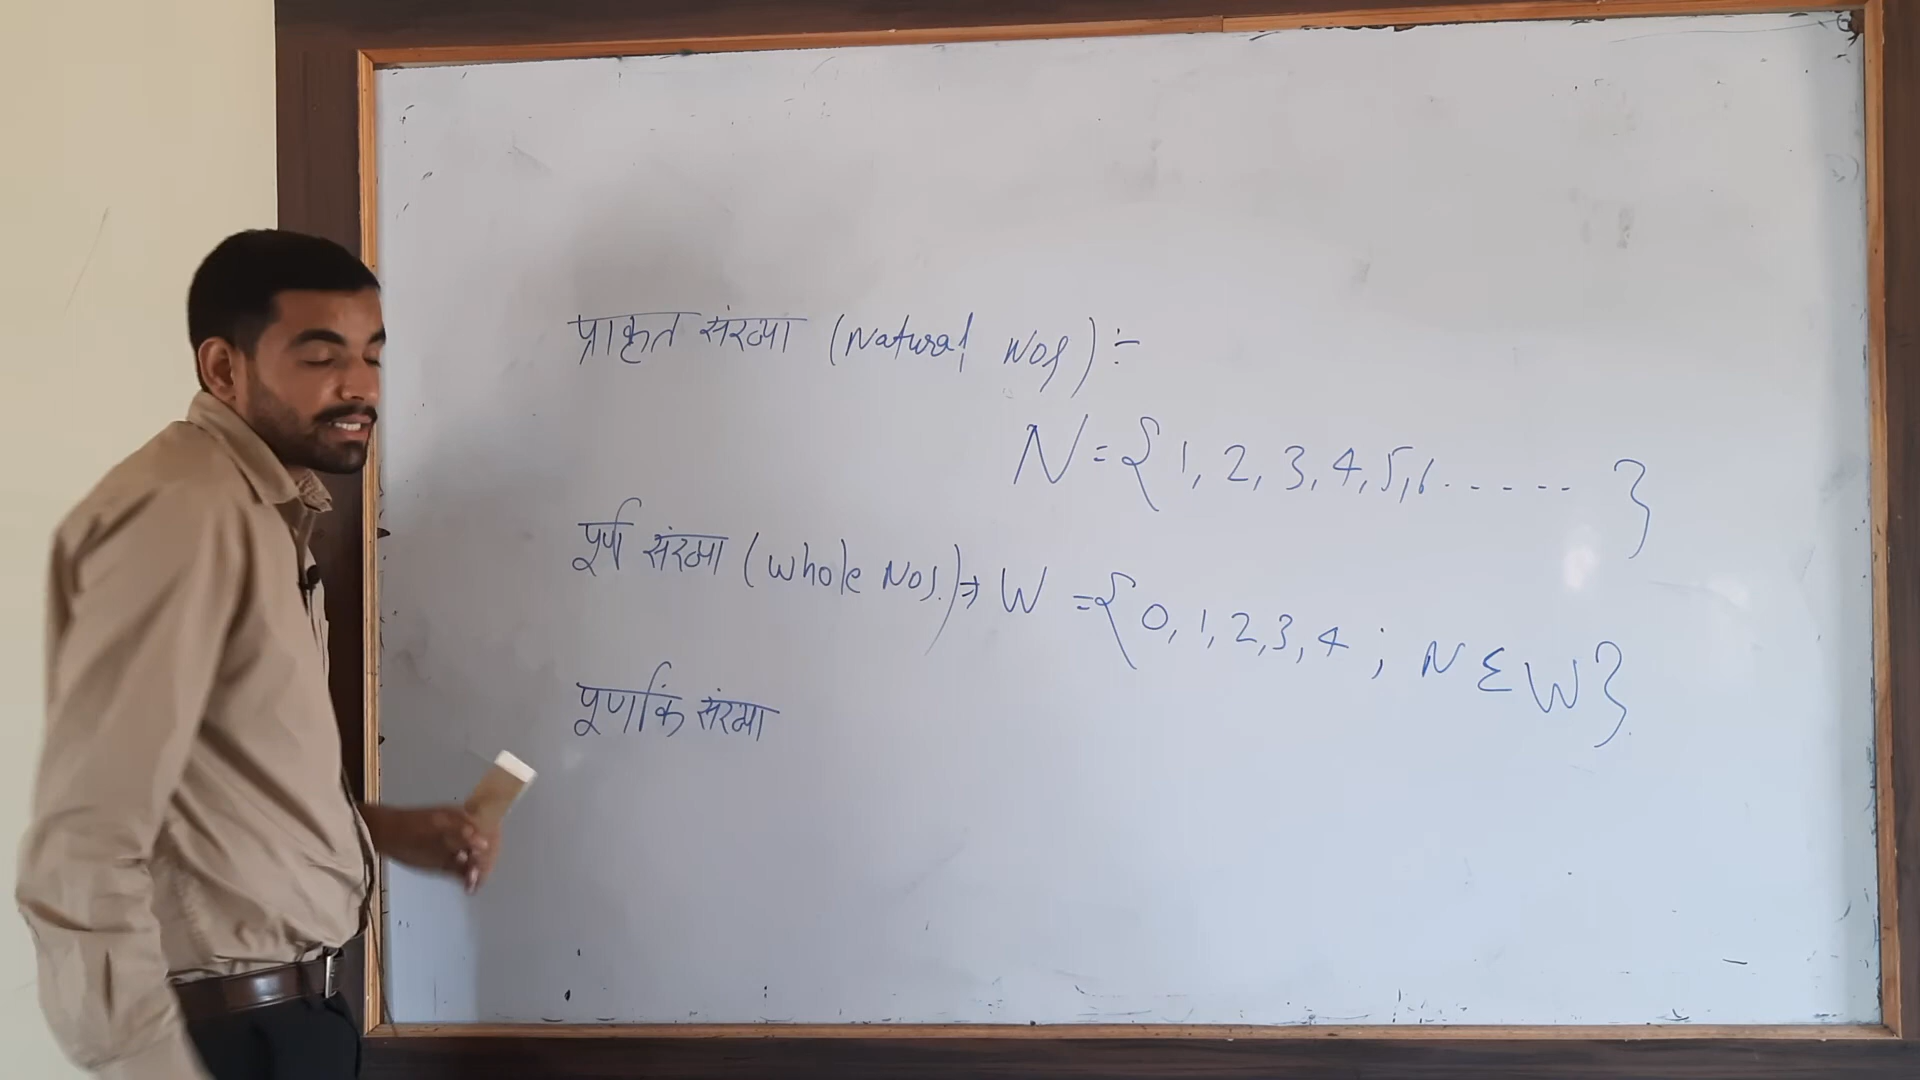 प्राकृत संख्या (Natural Nos) :-
N = { 1, 2, 3, 4, 5, 6 ...... }
पूर्ण संख्या (Whole Nos.) ⇒ W = { 0, 1, 2, 3, 4 ; N Σ W }
पूर्णांक संख्या